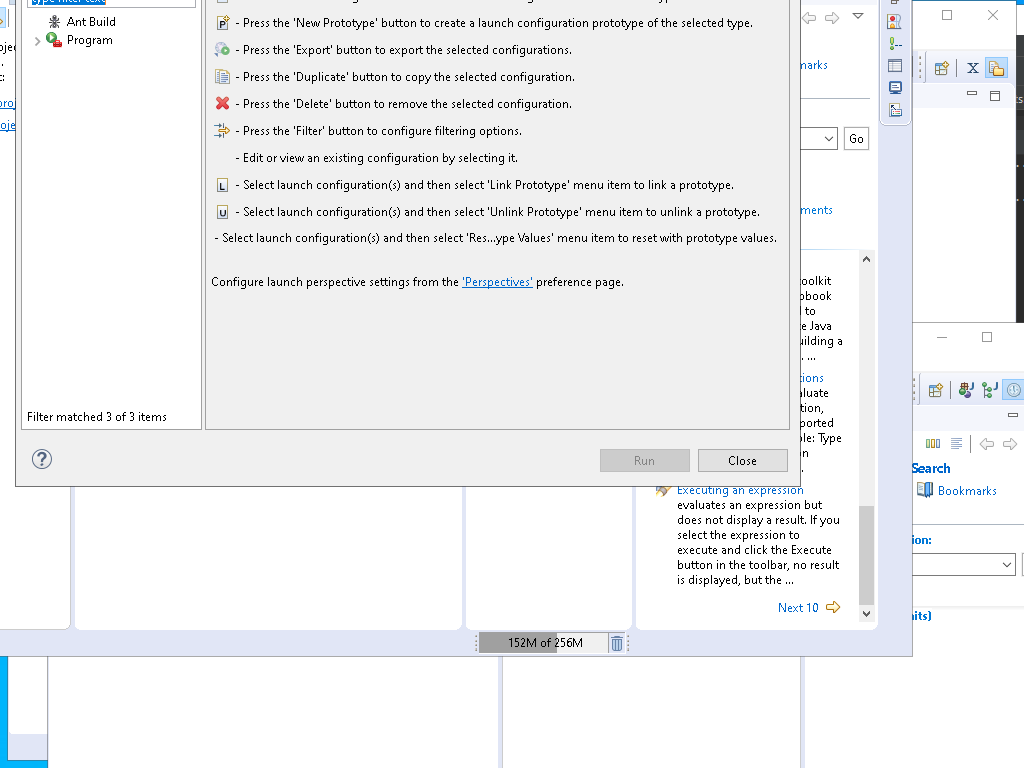 type filter text
Ant Build
Program
- Press the 'New Prototype' button to create a launch configuration prototype of the selected type.
- Press the 'Export' button to export the selected configurations.
- Press the 'Duplicate' button to copy the selected configuration.
- Press the 'Delete' button to remove the selected configuration.
- Press the 'Filter' button to configure filtering options.
- Edit or view an existing configuration by selecting it.
- Select launch configuration(s) and then select 'Link Prototype' menu item to link a prototype.
- Select launch configuration(s) and then select 'Unlink Prototype' menu item to unlink a prototype.
- Select launch configuration(s) and then select 'Res...ype Values' menu item to reset with prototype values.
Configure launch perspective settings from the 'Perspectives' preference page.
Filter matched 3 of 3 items
Run
Close
marks
Go
ments
oolkit
pbook
to
e Java
uilding a
. ...
ions
luate
tion,
ported
le: Type
n
Executing an expression
evaluates an expression but
does not display a result. If you
select the expression to
execute and click the Execute
button in the toolbar, no result
is displayed, but the ...
Next 10
152M of 256M
X
Search
Bookmarks
ion:
its)